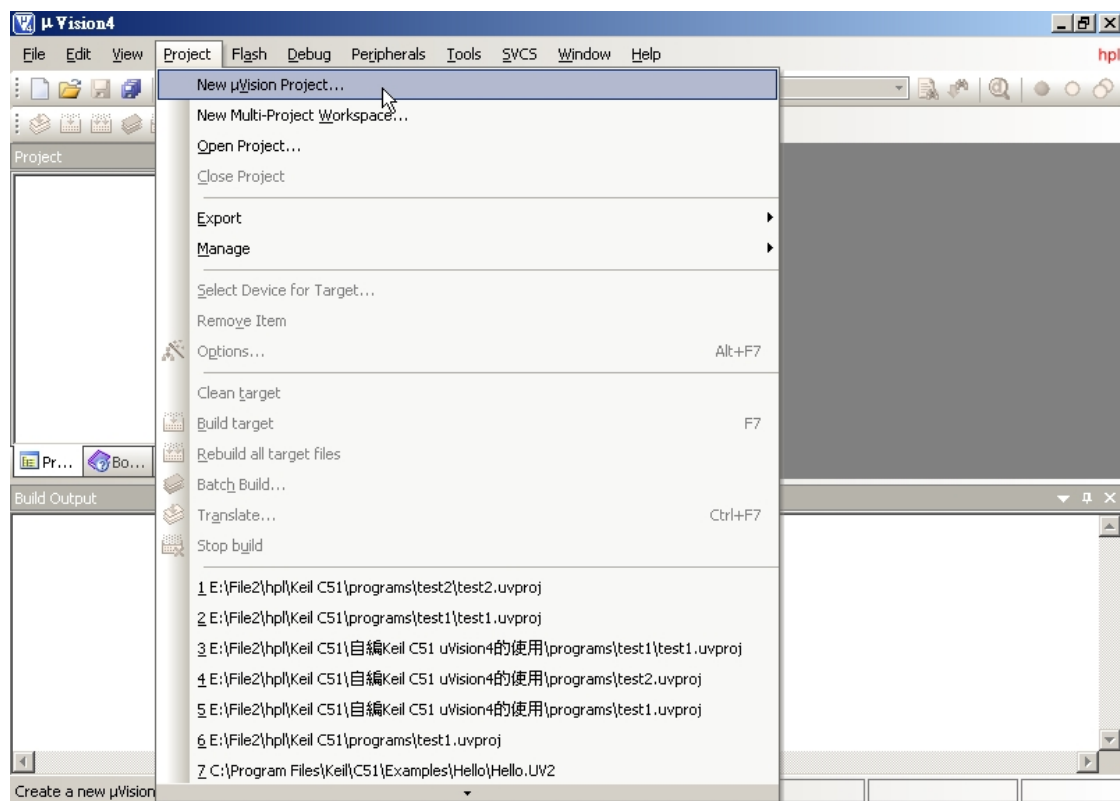 μVision4
File Edit View Project Flash Debug Peripherals Tools SVCS Window Help
hpl
New μVision Project...
New Multi-Project Workspace...
Open Project...
Close Project
Export
Manage
Select Device for Target...
Remove Item
Options... Alt+F7
Clean target
Build target F7
Rebuild all target files
Batch Build...
Translate... Ctrl+F7
Stop build
1 E:\File2\hpl\Keil C51\programs\test2\test2.uvproj
2 E:\File2\hpl\Keil C51\programs\test1\test1.uvproj
3 E:\File2\hpl\Keil C51\自編Keil C51 uVision4的使用\programs\test1\test1.uvproj
4 E:\File2\hpl\Keil C51\自編Keil C51 uVision4的使用\programs\test2.uvproj
5 E:\File2\hpl\Keil C51\自編Keil C51 uVision4的使用\programs\test1.uvproj
6 E:\File2\hpl\Keil C51\programs\test1.uvproj
7 C:\Program Files\Keil\C51\Examples\Hello\Hello.UV2
Project
Pr... Bo...
Build Output
Create a new μVision